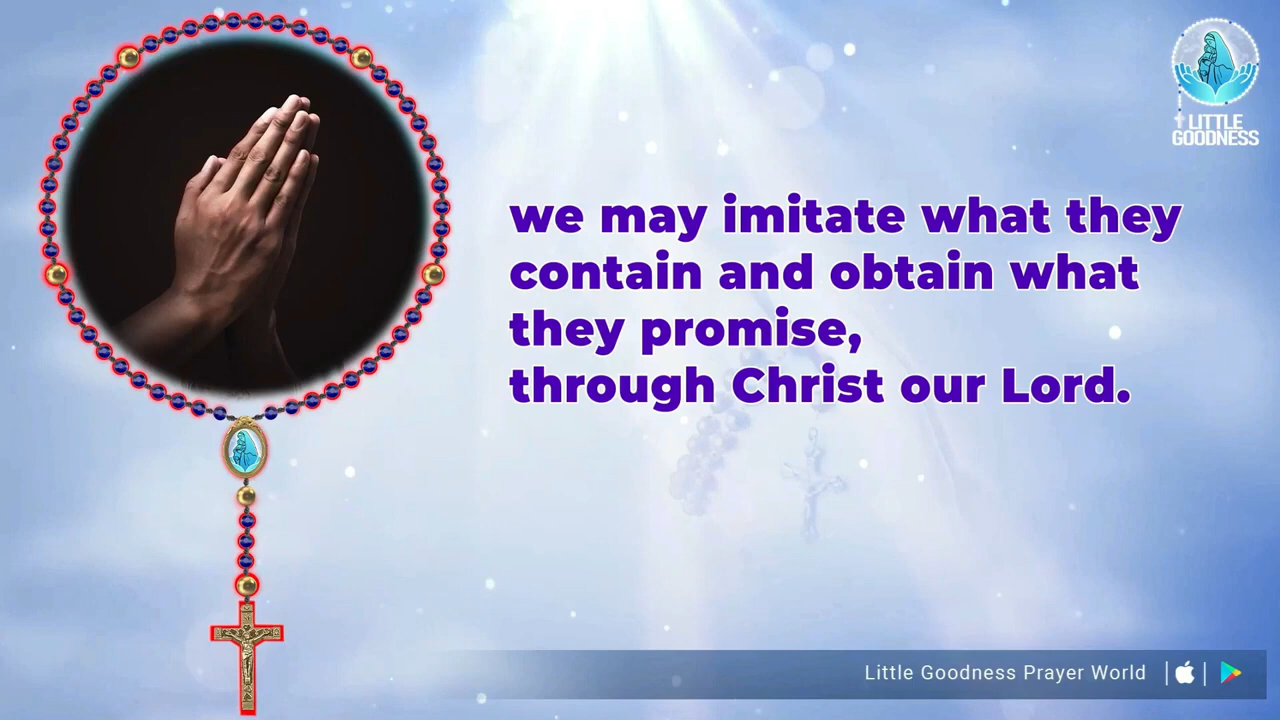 LITTLE
GOODNESS
we may imitate what they
contain and obtain what
they promise,
through Christ our Lord.
Little Goodness Prayer World